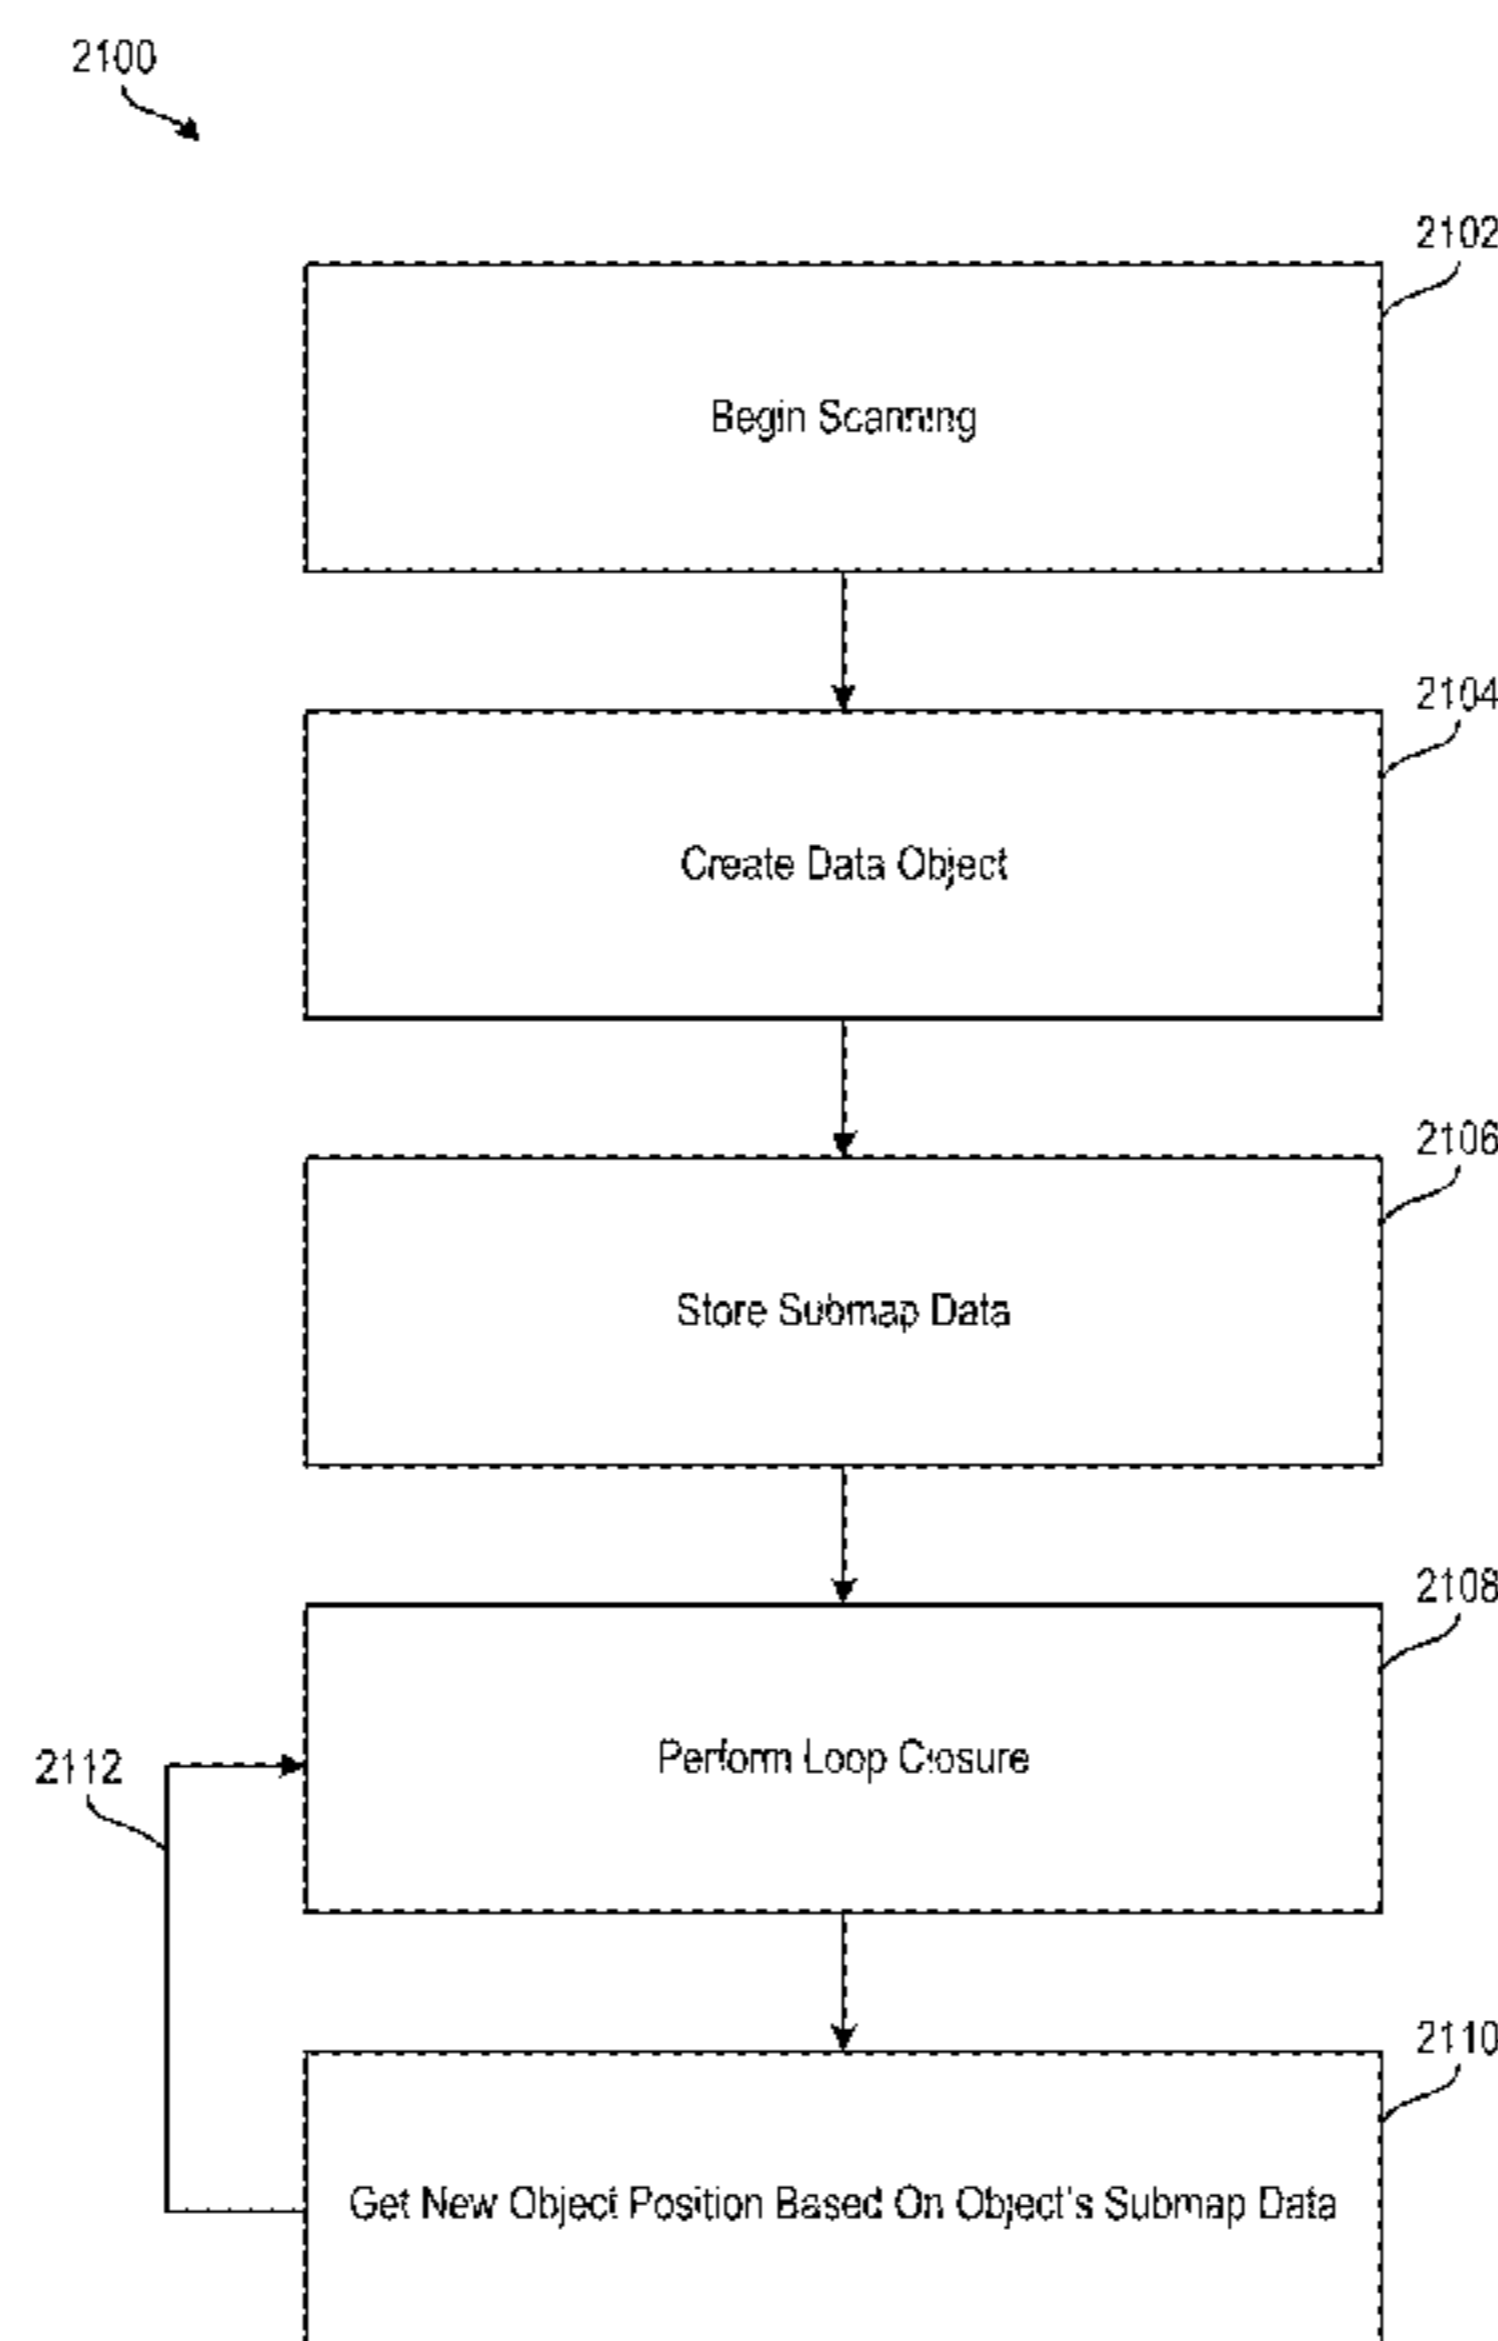 2100
2102
Begin Scanning
2104
Create Data Object
2106
Store Submap Data
2108
Perform Loop Closure
2112
2110
Get New Object Position Based On Object's Submap Data